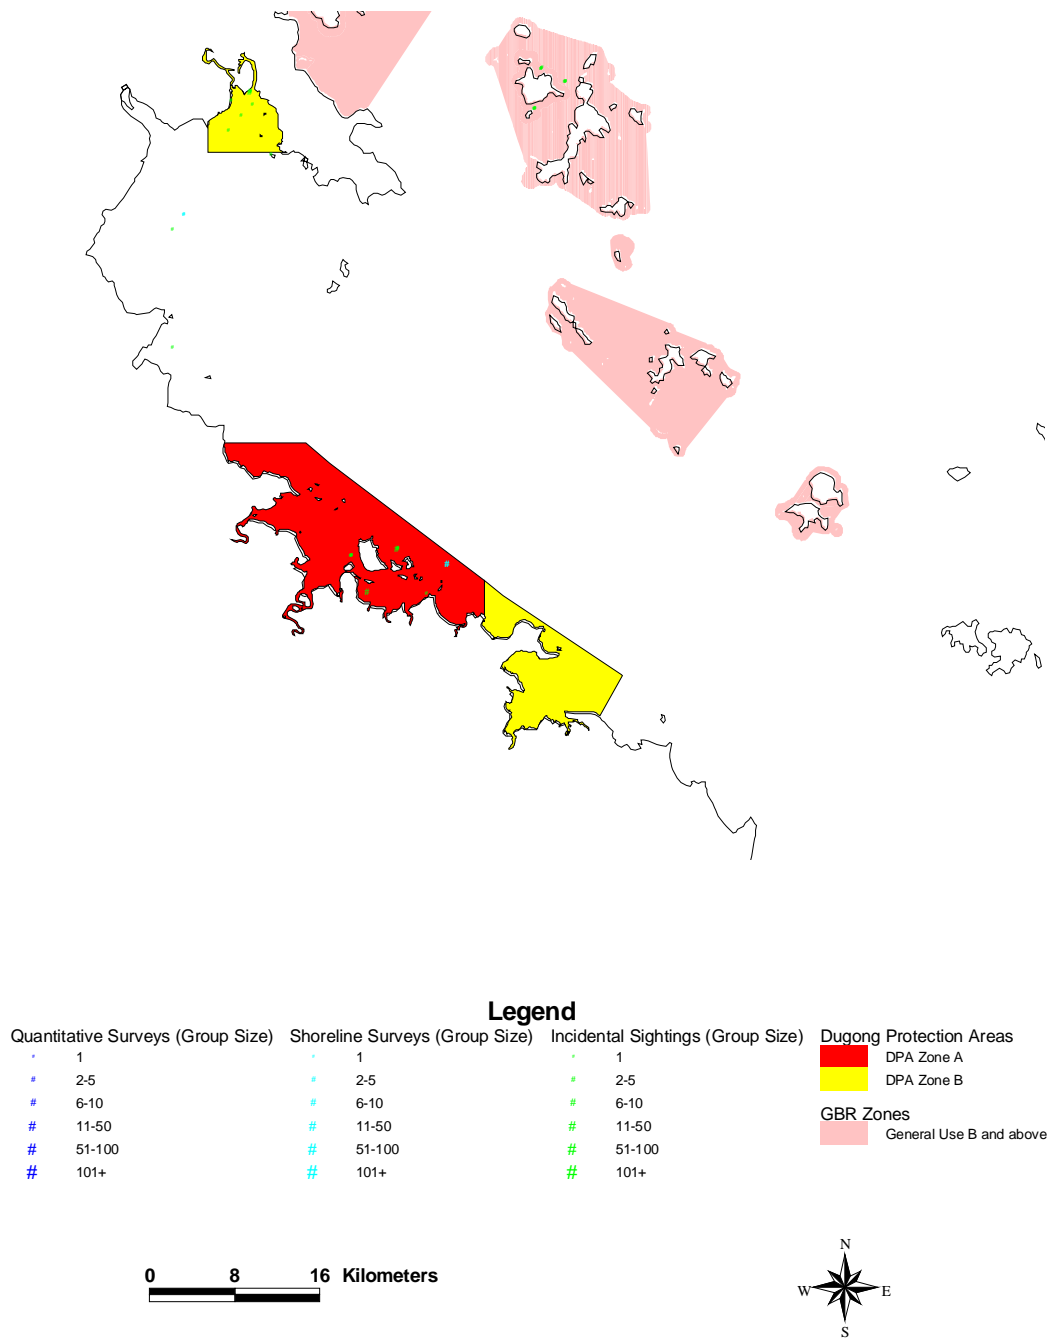 Legend
Quantitative Surveys (Group Size) Shoreline Surveys (Group Size) Incidental Sightings (Group Size) Dugong Protection Areas
# 1 # 1 # 1 DPA Zone A
# 2-5 # 2-5 # 2-5 DPA Zone B
# 6-10 # 6-10 # 6-10
GBR Zones
# 11-50 # 11-50 # 11-50 General Use B and above
# 51-100 # 51-100 # 51-100
# 101+ # 101+ # 101+
N
0 8 16 Kilometers
W E
S